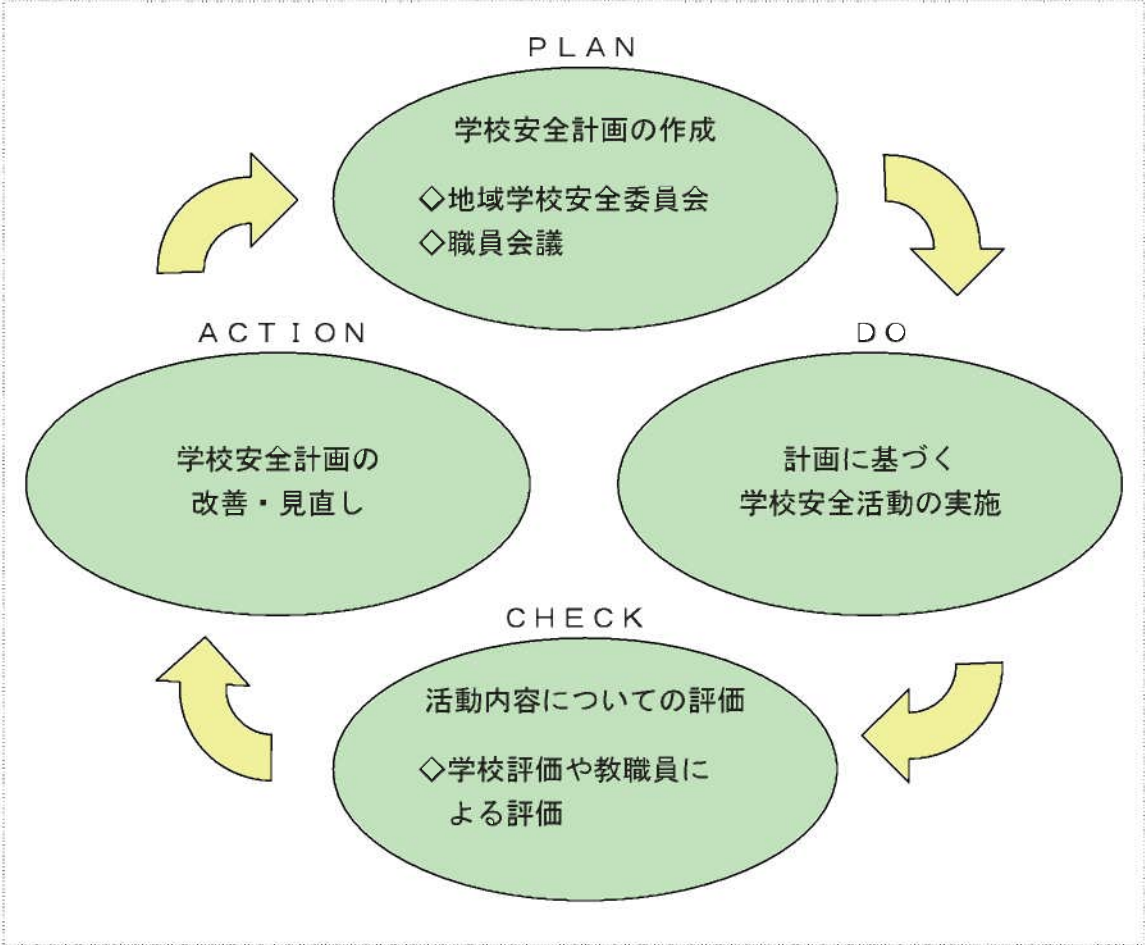 ＰＬＡＮ
学校安全計画の作成
◇地域学校安全委員会
◇職員会議
ＡＣＴＩＯＮ
学校安全計画の
改善・見直し
ＤＯ
計画に基づく
学校安全活動の実施
ＣＨＥＣＫ
活動内容についての評価
◇学校評価や教職員に
よる評価